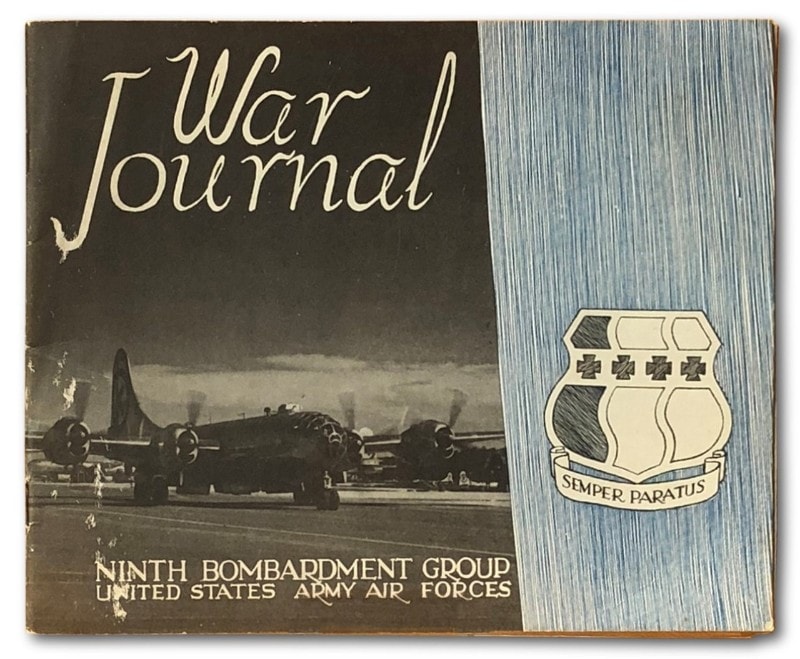 War
Journal
NINTH BOMBARDMENT GROUP
UNITED STATES ARMY AIR FORCES
SEMPER PARATUS